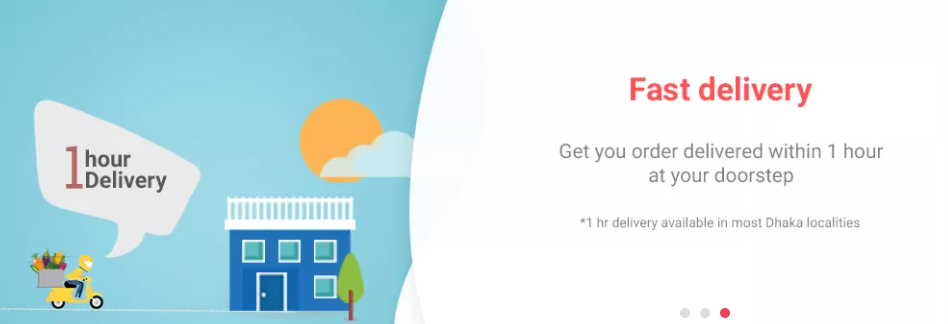 1 hour
Delivery
Fast delivery
Get you order delivered within 1 hour
at your doorstep
*1 hr delivery available in most Dhaka localities